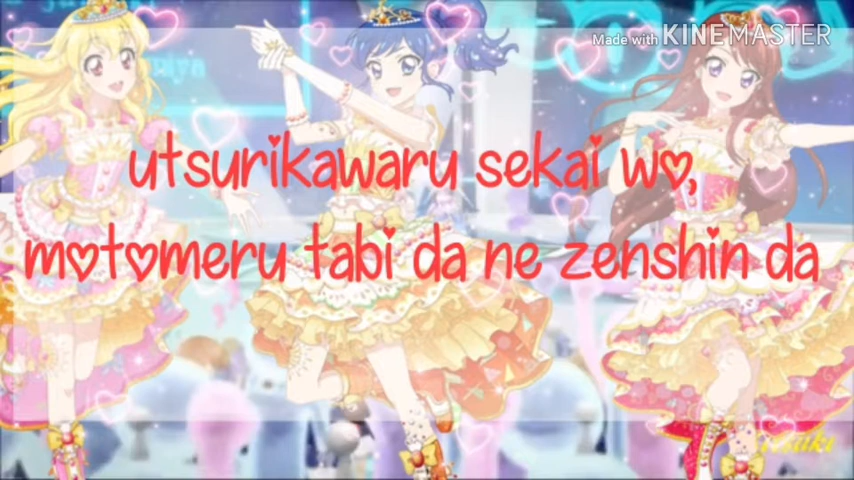 Made with KINEMASTER
utsurikawaru sekai wo,
motomeru tabi da ne zenshin da